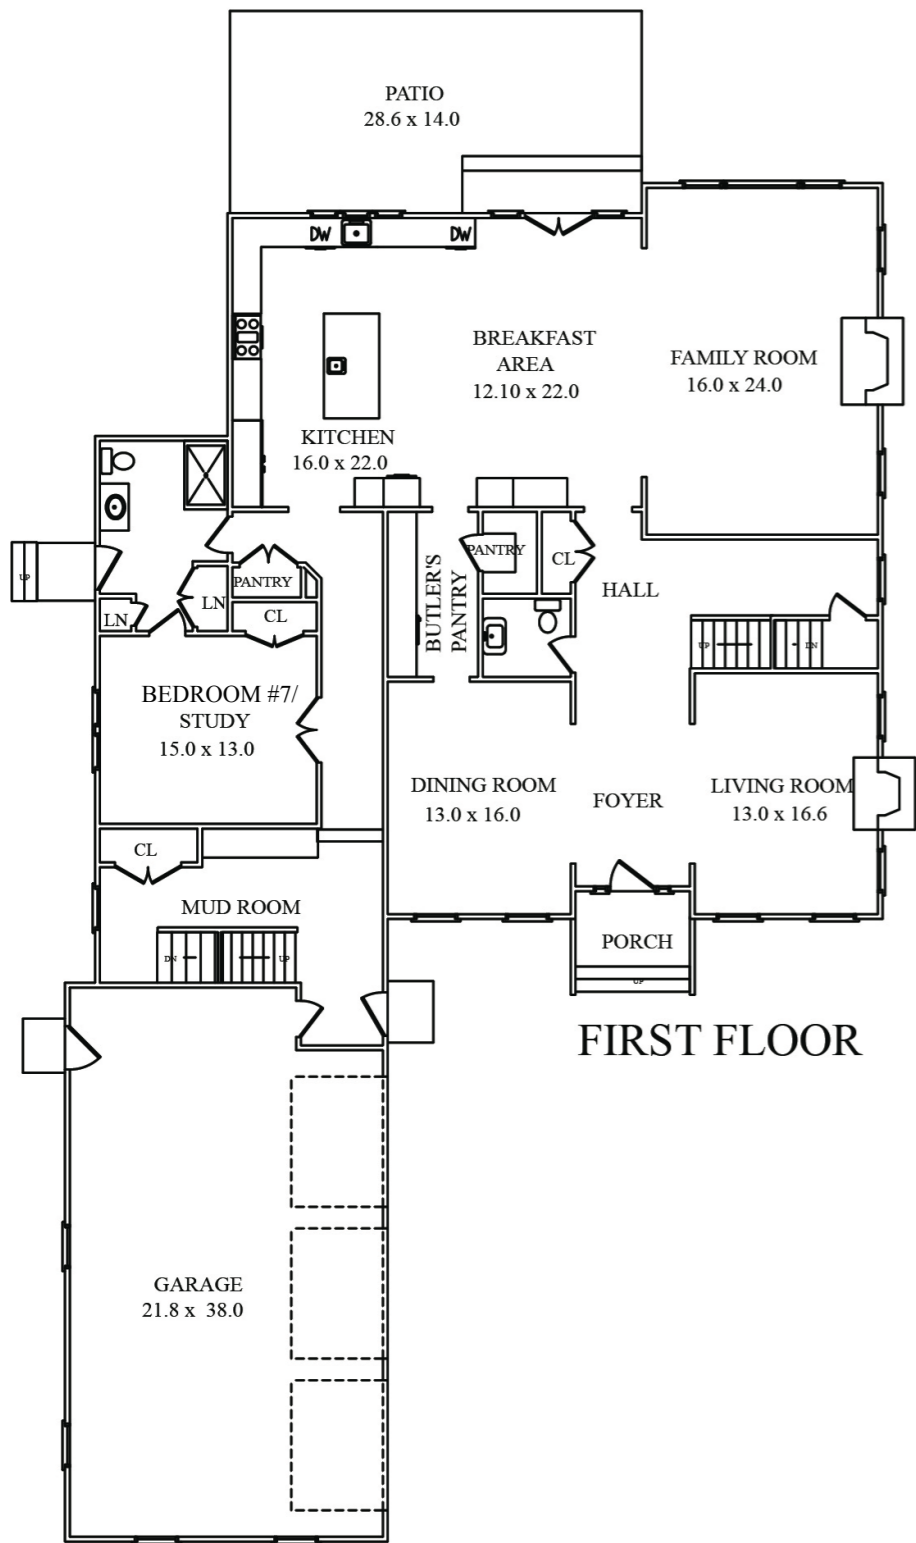 PATIO
28.6 x 14.0
DW
DW
BREAKFAST
AREA
12.10 x 22.0
FAMILY ROOM
16.0 x 24.0
KITCHEN
16.0 x 22.0
UP
PANTRY
LN
LN
CL
BUTLER'S
PANTRY
PANTRY
CL
HALL
UP
DN
BEDROOM #7/
STUDY
15.0 x 13.0
DINING ROOM
13.0 x 16.0
FOYER
LIVING ROOM
13.0 x 16.6
CL
MUD ROOM
DN
UP
PORCH
UP
FIRST FLOOR
GARAGE
21.8 x  38.0